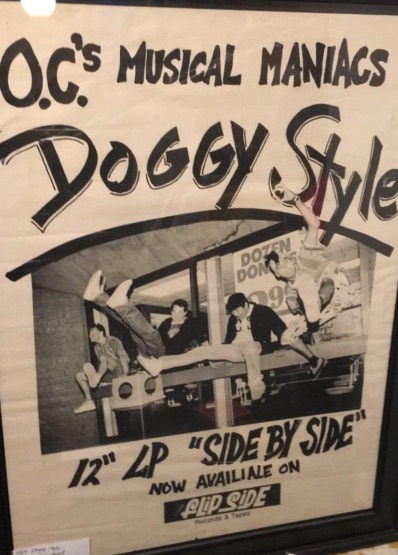 O.C.'s MUSICAL MANIACS
DOGGY Style
DOZEN
DON
12" LP "SIDE BY SIDE"
NOW AVAILIALE ON
FLIP SIDE
Records & Tapes